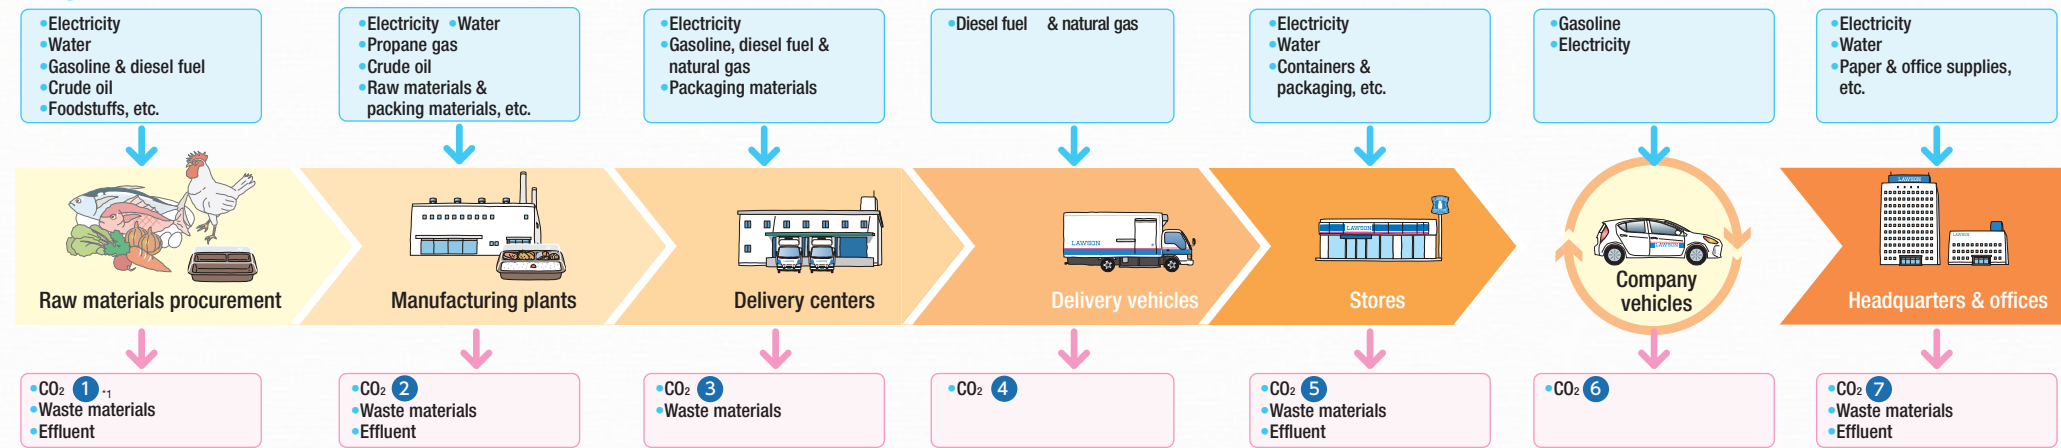 •Electricity
•Water
•Gasoline & diesel fuel
•Crude oil
•Foodstuffs, etc.
•Electricity •Water
•Propane gas
•Crude oil
•Raw materials &
packing materials, etc.
•Electricity
•Gasoline, diesel fuel &
natural gas
•Packaging materials
•Diesel fuel & natural gas
•Electricity
•Water
•Containers &
packaging, etc.
•Gasoline
•Electricity
•Electricity
•Water
•Paper & office supplies,
etc.
Raw materials procurement
Manufacturing plants
Delivery centers
LAWSON
Delivery vehicles
LAWSON
Stores
LAWSON
Company
vehicles
LAWSON
LAWSON
Headquarters & offices
•CO₂ 1 *1
•Waste materials
•Effluent
•CO₂ 2
•Waste materials
•Effluent
•CO₂ 3
•Waste materials
•CO₂ 4
•CO₂ 5
•Waste materials
•Effluent
•CO₂ 6
•CO₂ 7
•Waste materials
•Effluent